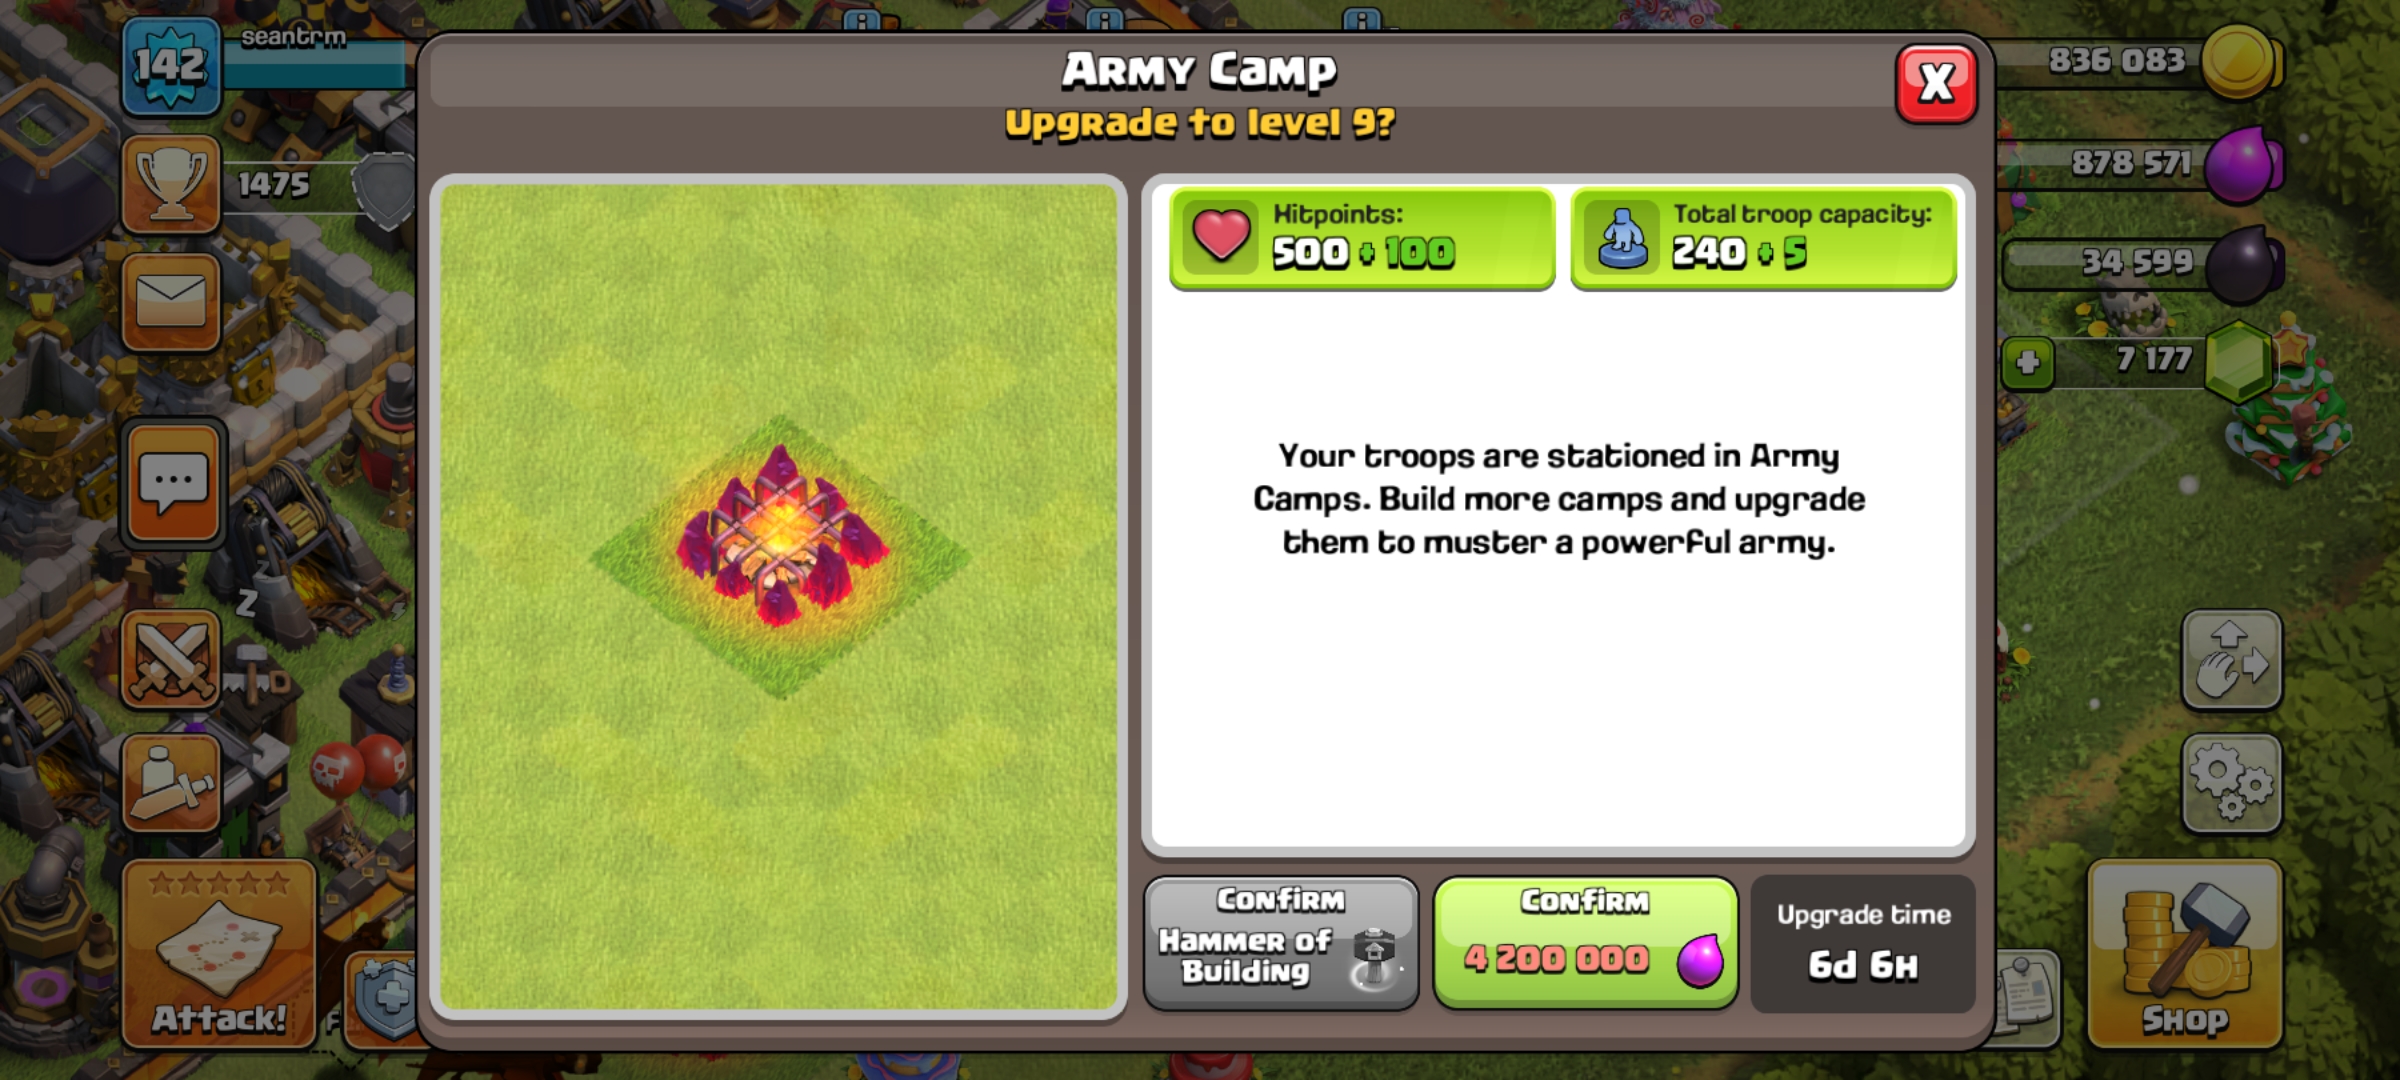 142
seantrm
1475
Army Camp
Upgrade to level 9?
X
836 083
878 571
34 599
7 177
Hitpoints:
500 + 100
Total troop capacity:
240 + 5
Your troops are stationed in Army
Camps. Build more camps and upgrade
them to muster a powerful army.
z
Z
Attack!
Confirm
Hammer of
Building
Confirm
4 200 000
Upgrade time
6d 6H
Shop